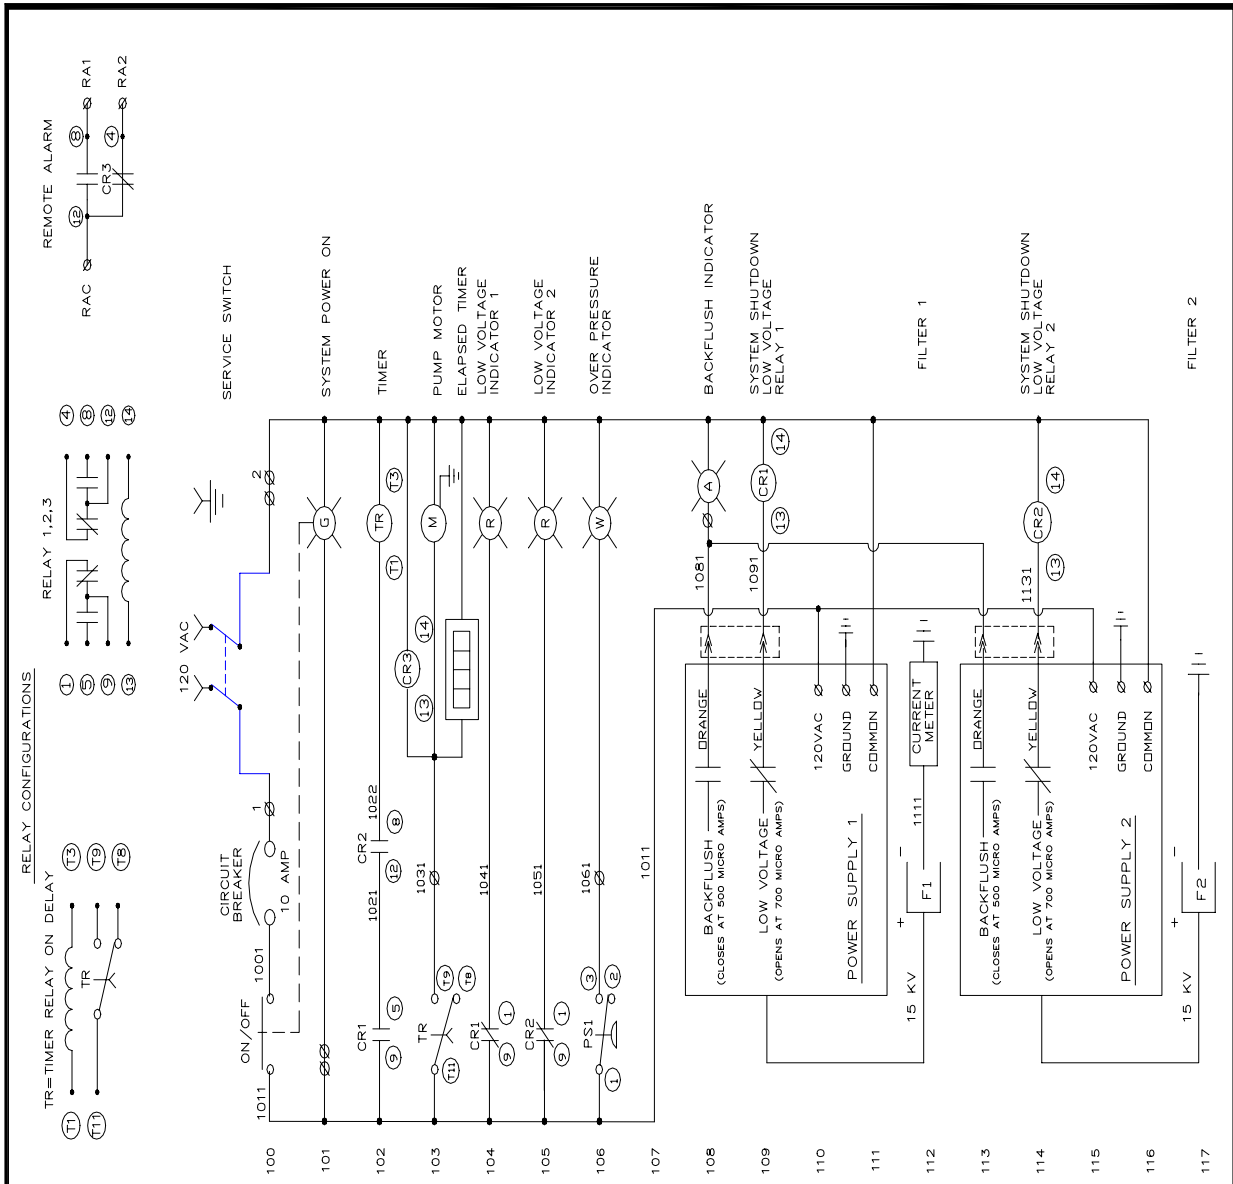 RELAY CONFIGURATIONS
TR=TIMER RELAY ON DELAY
T1
T3
T11
TR
T9
T8
RELAY 1,2,3
1
4
5
8
9
12
13
14
REMOTE ALARM
RAC
12
8
RA1
CR3
4
RA2
120 VAC
SERVICE SWITCH
100
1011
ON/OFF
1001
CIRCUIT
BREAKER
10 AMP
1
2
101
G
SYSTEM POWER ON
102
9
CR1
5
1021
12
CR2
8
1022
T1
TR
T3
TIMER
103
T11
TR
T9
T8
1031
13
CR3
14
M
PUMP MOTOR
ELAPSED TIMER
104
9
CR1
1
1041
R
LOW VOLTAGE
INDICATOR 1
105
9
CR2
1
1051
R
LOW VOLTAGE
INDICATOR 2
106
1
PS1
3
2
1061
W
OVER PRESSURE
INDICATOR
107
1011
108
BACKFLUSH
(CLOSES AT 500 MICRO AMPS)
ORANGE
1081
A
BACKFLUSH INDICATOR
109
LOW VOLTAGE
(OPENS AT 700 MICRO AMPS)
YELLOW
1091
13
CR1
14
SYSTEM SHUTDOWN
LOW VOLTAGE
RELAY 1
110
120VAC
GROUND
111
POWER SUPPLY 1
COMMON
112
15 KV
+
F1
-
1111
CURRENT
METER
FILTER 1
113
BACKFLUSH
(CLOSES AT 500 MICRO AMPS)
ORANGE
114
LOW VOLTAGE
(OPENS AT 700 MICRO AMPS)
YELLOW
1131
13
CR2
14
SYSTEM SHUTDOWN
LOW VOLTAGE
RELAY 2
115
120VAC
GROUND
116
POWER SUPPLY 2
COMMON
117
15 KV
+
F2
-
FILTER 2